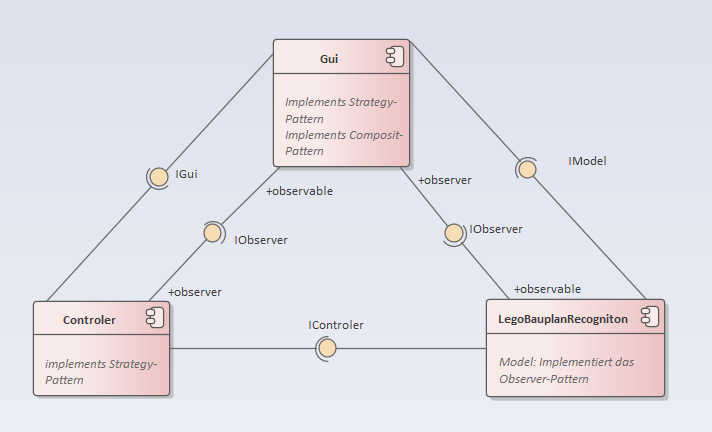 Gui
Implements Strategy-
Pattern
Implements Composit-
Pattern
IGui
IModel
+observable
+observer
IObserver
IObserver
+observer
+observable
Controler
implements Strategy-
Pattern
IControler
LegoBauplanRecogniton
Model: Implementiert das
Observer-Pattern